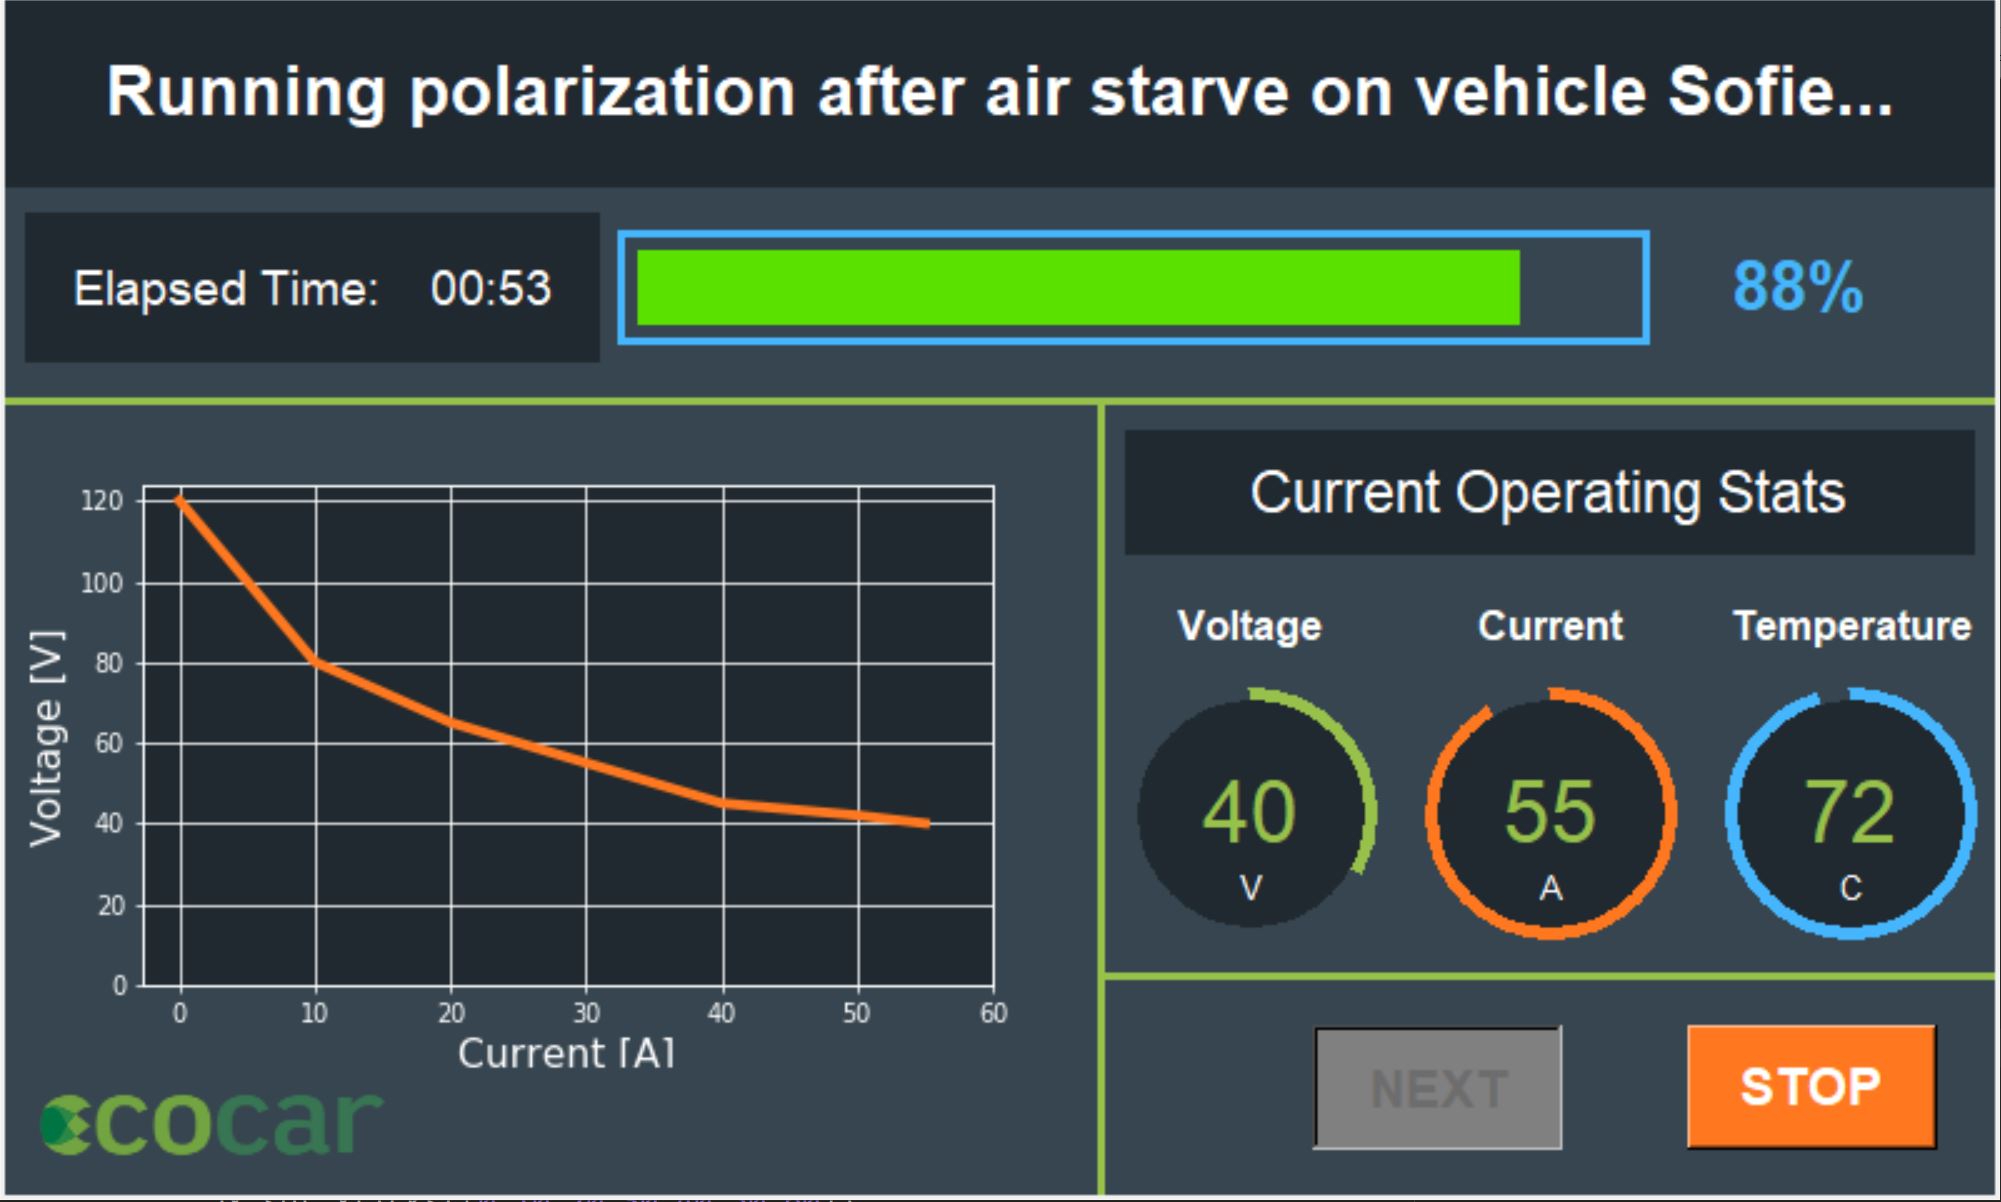 Running polarization after air starve on vehicle Sofie...
Elapsed Time: 00:53
88%
120
100
80
60
40
20
0
Voltage [V]
0 10 20 30 40 50 60
Current [A]
ecocar
Current Operating Stats
Voltage Current Temperature
40 55 72
V A C
NEXT STOP